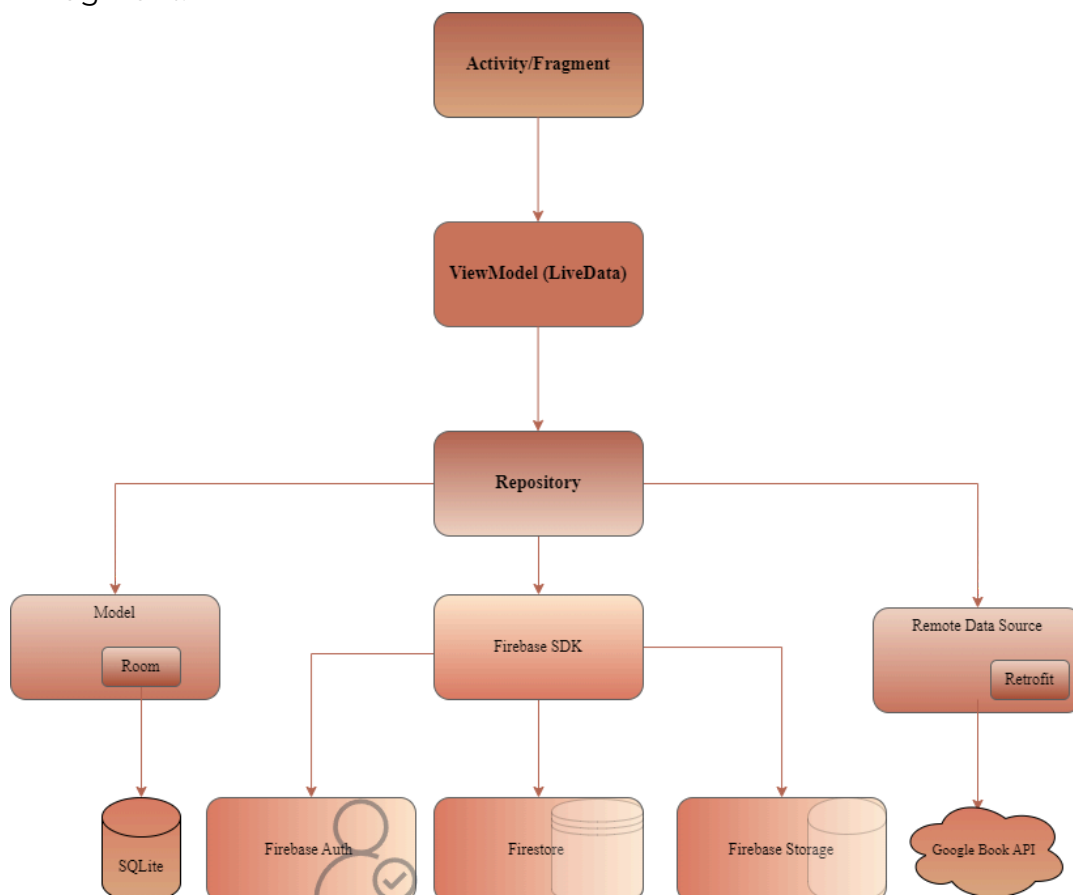 Activity/Fragment
ViewModel (LiveData)
Repository
Model
Room
Firebase SDK
Remote Data Source
Retrofit
SQLite
Firebase Auth
Firestore
Firebase Storage
Google Book API